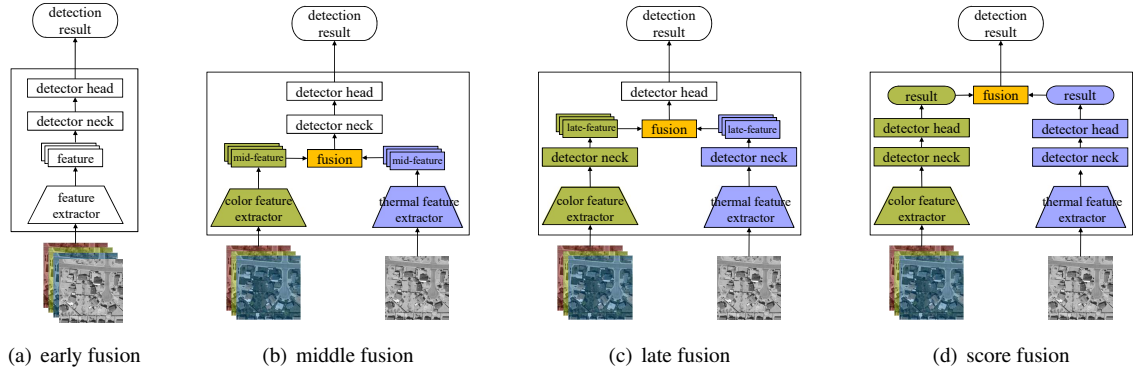 detection
result
detector head
detector neck
feature
feature
extractor
(a) early fusion
detection
result
detector head
detector neck
mid-feature
fusion
mid-feature
color feature
extractor
thermal feature
extractor
(b) middle fusion
detection
result
detector head
late-feature
fusion
late-feature
detector neck
detector neck
color feature
extractor
thermal feature
extractor
(c) late fusion
detection
result
result
fusion
result
detector head
detector head
detector neck
detector neck
color feature
extractor
thermal feature
extractor
(d) score fusion